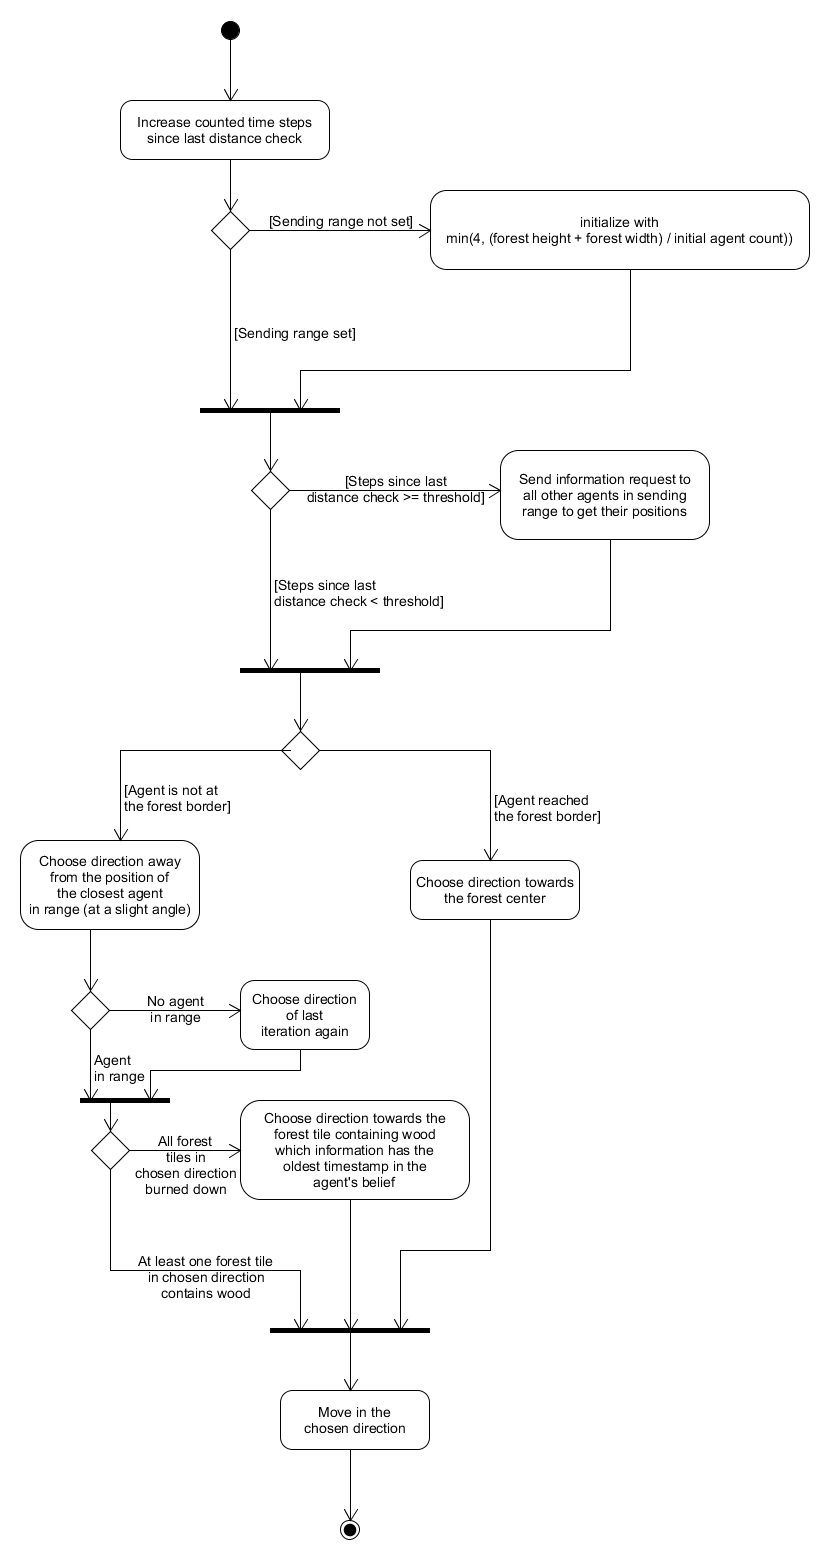 Increase counted time steps
since last distance check
[Sending range not set]
initialize with
min(4, (forest height + forest width) / initial agent count))
[Sending range set]
[Steps since last
distance check >= threshold]
Send information request to
all other agents in sending
range to get their positions
[Steps since last
distance check < threshold]
[Agent is not at
the forest border]
[Agent reached
the forest border]
Choose direction away
from the position of
the closest agent
in range (at a slight angle)
Choose direction towards
the forest center
No agent
in range
Choose direction
of last
iteration again
Agent
in range
All forest
tiles in
chosen direction
burned down
Choose direction towards the
forest tile containing wood
which information has the
oldest timestamp in the
agent's belief
At least one forest tile
in chosen direction
contains wood
Move in the
chosen direction